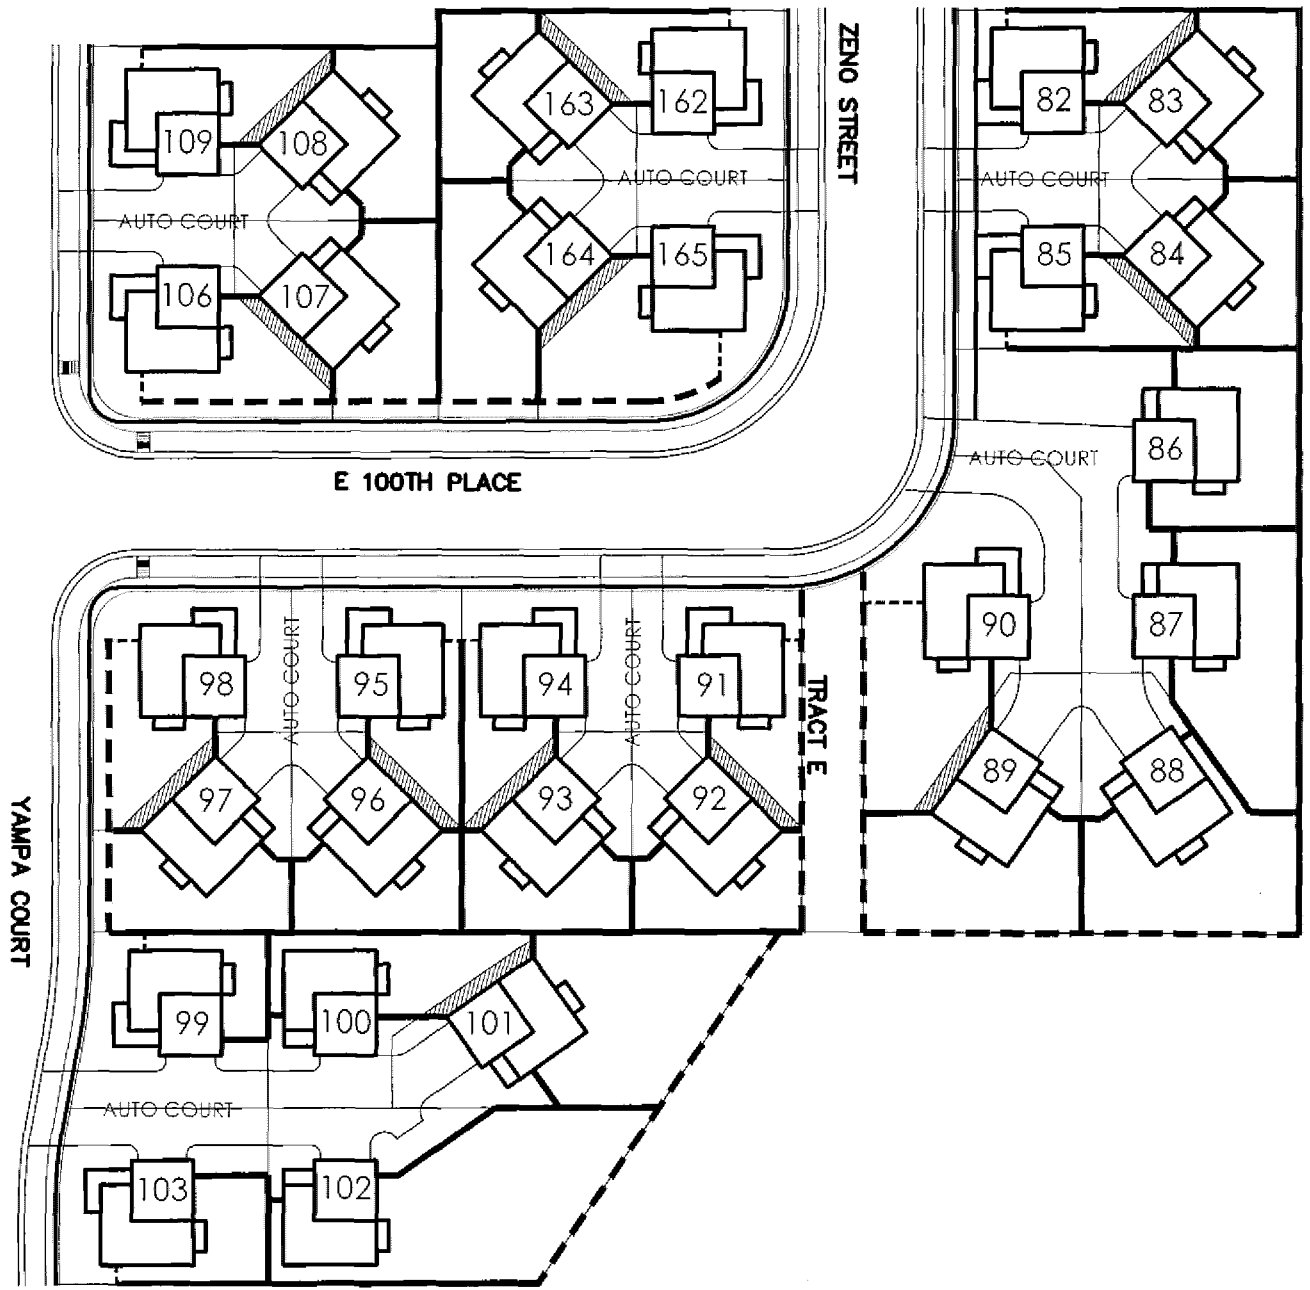 163
162
82
83
109
108
ZENO STREET
AUTO COURT
AUTO COURT
AUTO COURT
164
165
85
84
106
107
86
AUTO COURT
E 100TH PLACE
90
87
98
AUTO COURT
95
94
AUTO COURT
91
TRACT E
97
96
93
92
89
88
YAMPA COURT
99
100
101
AUTO COURT
103
102